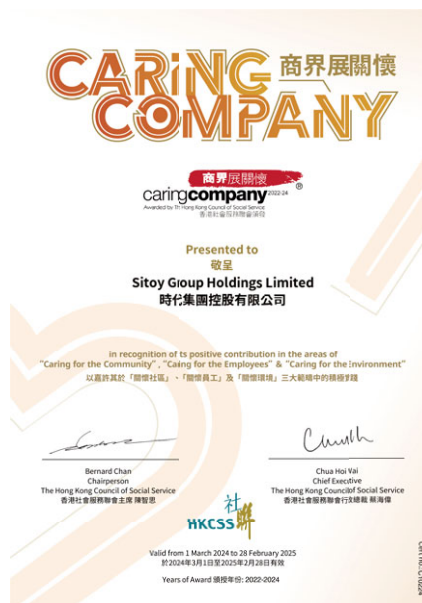 CARING 商界展關懷
COMPANY
商界展關懷
caringcompany 2022-24 ®
Awarded by The Hong Kong Council of Social Service
香港社會服務聯會頒發
Presented to
敬呈
Sitoy Group Holdings Limited
時代集團控股有限公司
in recognition of its positive contribution in the areas of
"Caring for the Community", "Caring for the Employees" & "Caring for the Environment"
以嘉許其於「關懷社區」、「關懷員工」及「關懷環境」三大範疇中的積極實踐
Bernard Chan
Chairperson
The Hong Kong Council of Social Service
香港社會服務聯會主席 陳智思
Chua Hoi Wai
Chief Executive
The Hong Kong Council of Social Service
香港社會服務聯會行政總裁 蔡海偉
HKCSS 社聯
Valid from 1 March 2024 to 28 February 2025
於2024年3月1日至2025年2月28日有效
Years of Award 頒授年份: 2022-2024